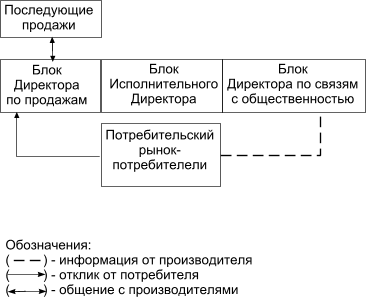 Последующие
продажи
Блок
Директора
по продажам
Блок
Исполнительного
Директора
Блок
Директора по связям
с общественностью
Потребительский
рынок-
потребители
Обозначения:
( — — ) - информация от производителя
(⟶) - отклик от потребителя
(⟷) - общение с производителями